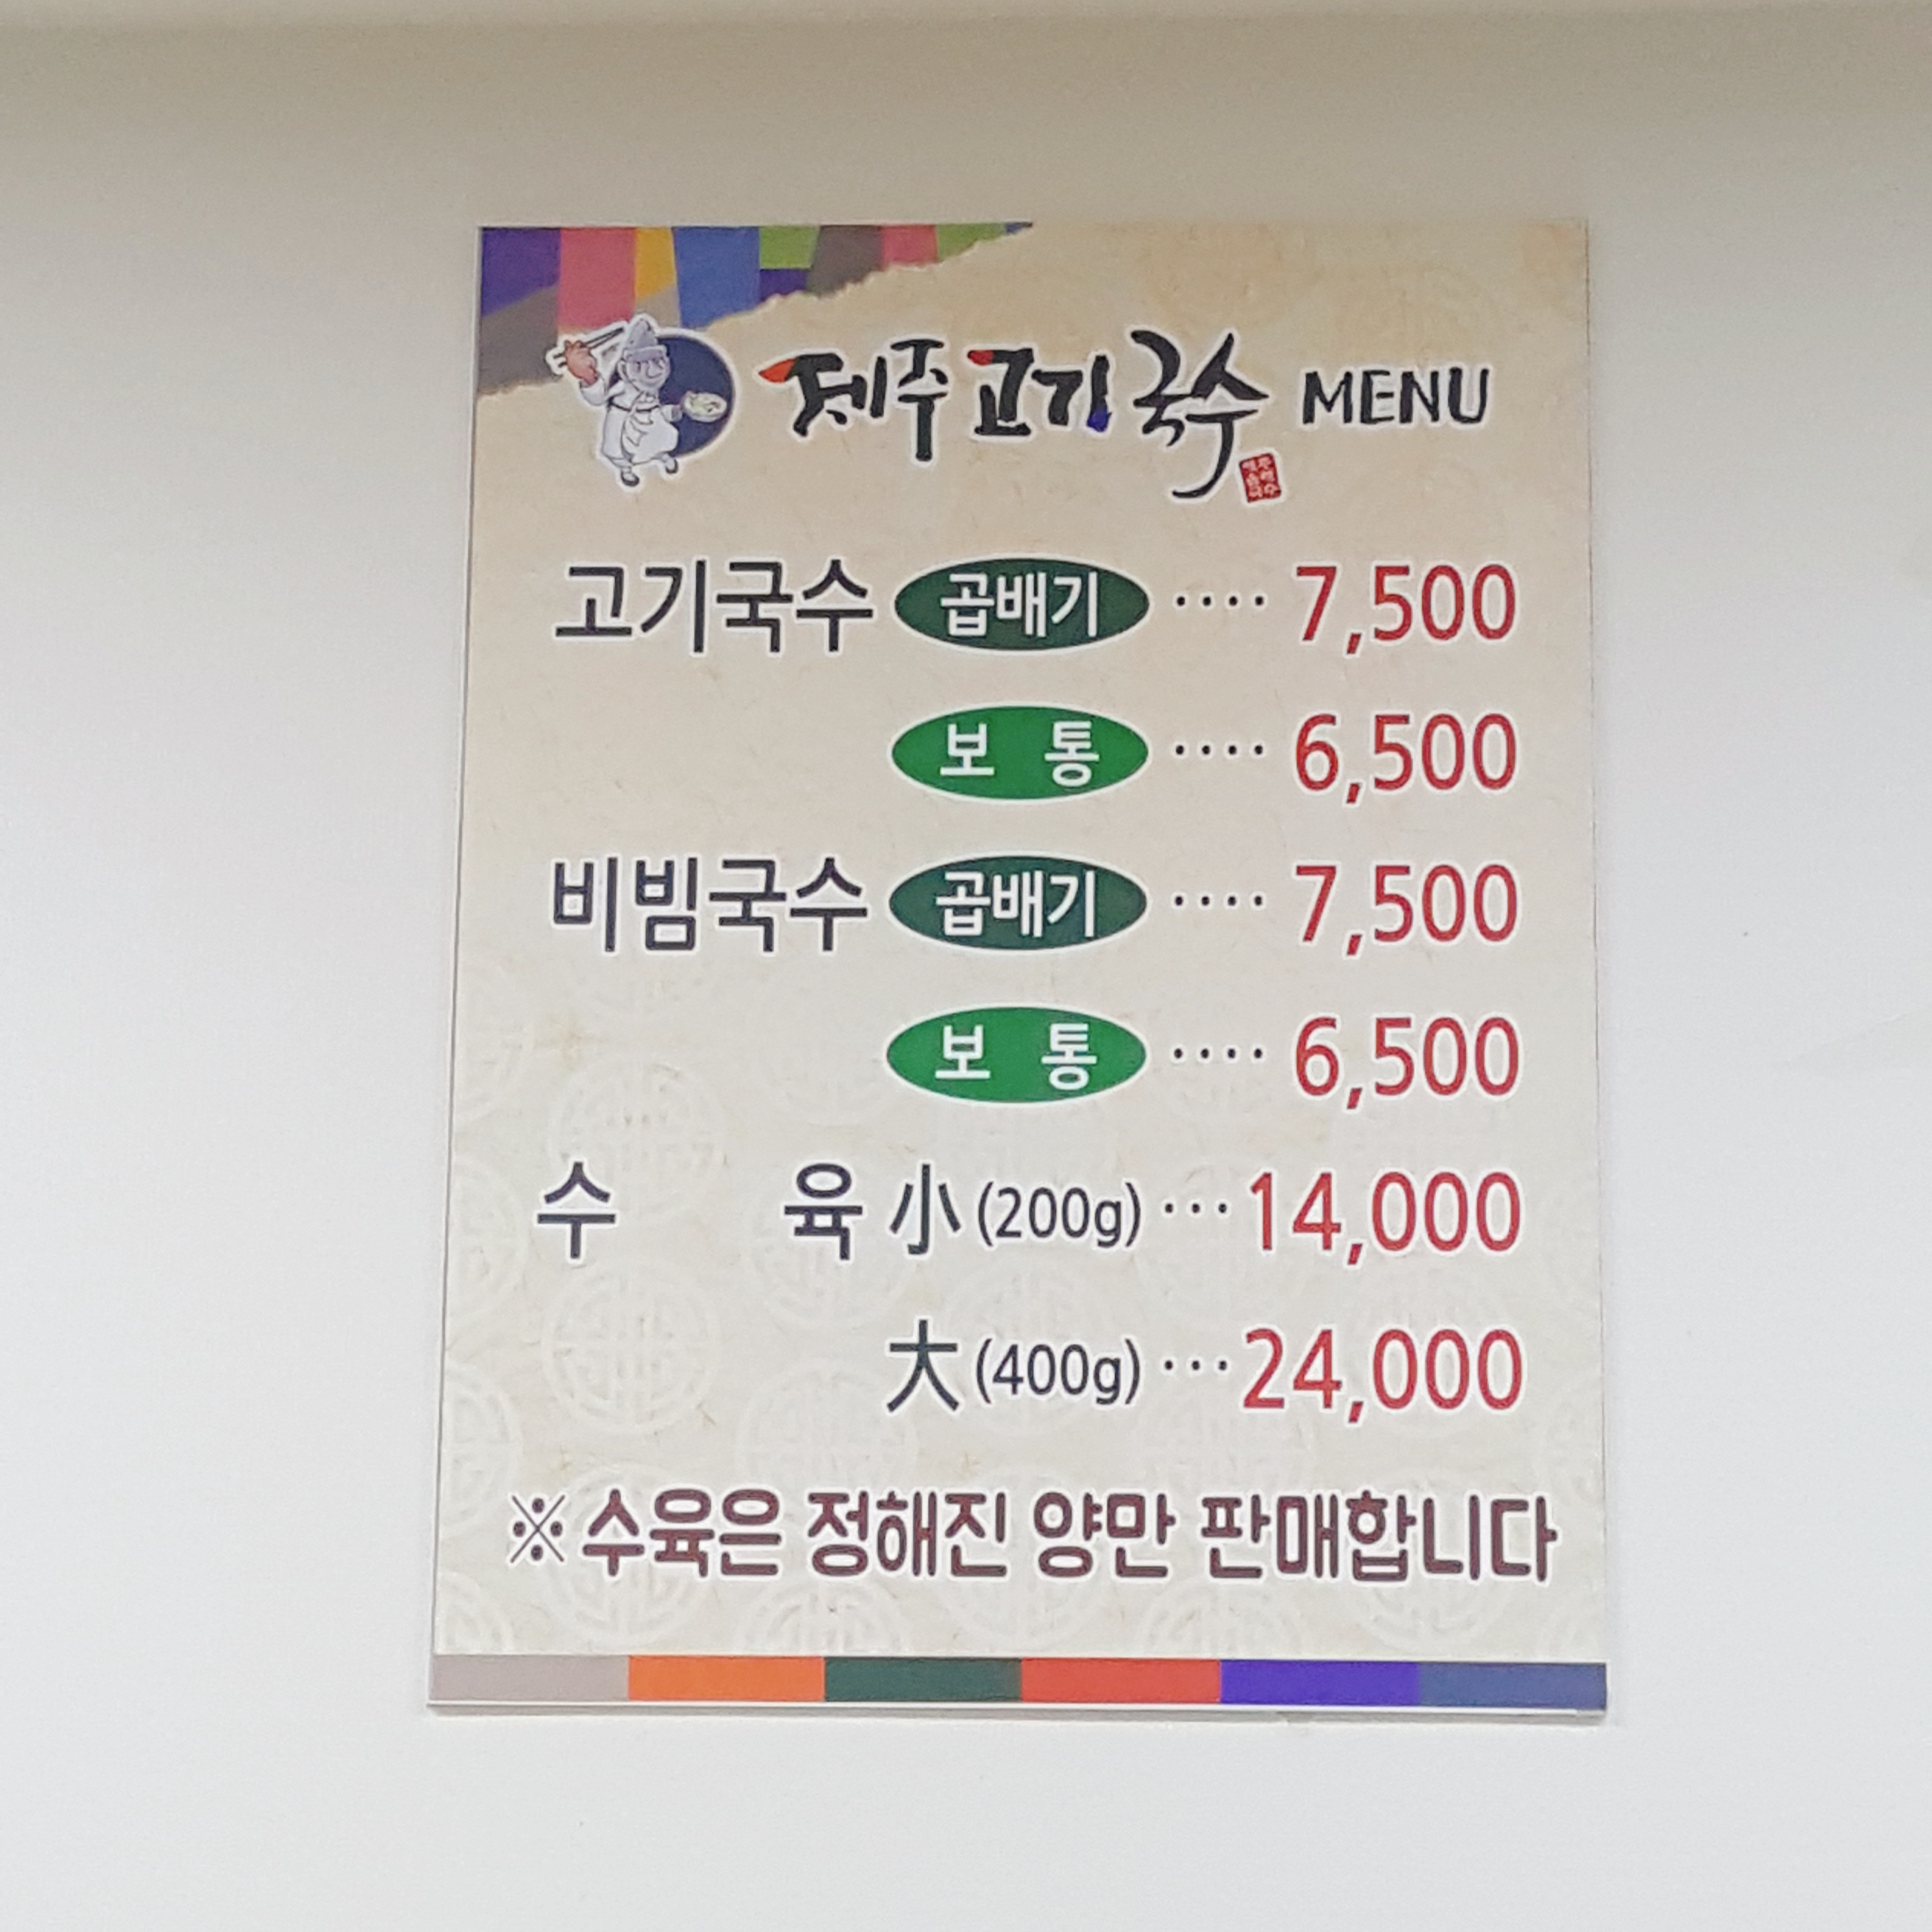 제주고기국수 MENU
고기국수 곱배기 ···· 7,500
보 통 ···· 6,500
비빔국수 곱배기 ···· 7,500
보 통 ···· 6,500
수 육 小 (200g) ··· 14,000
大 (400g) ··· 24,000
※ 수육은 정해진 양만 판매합니다